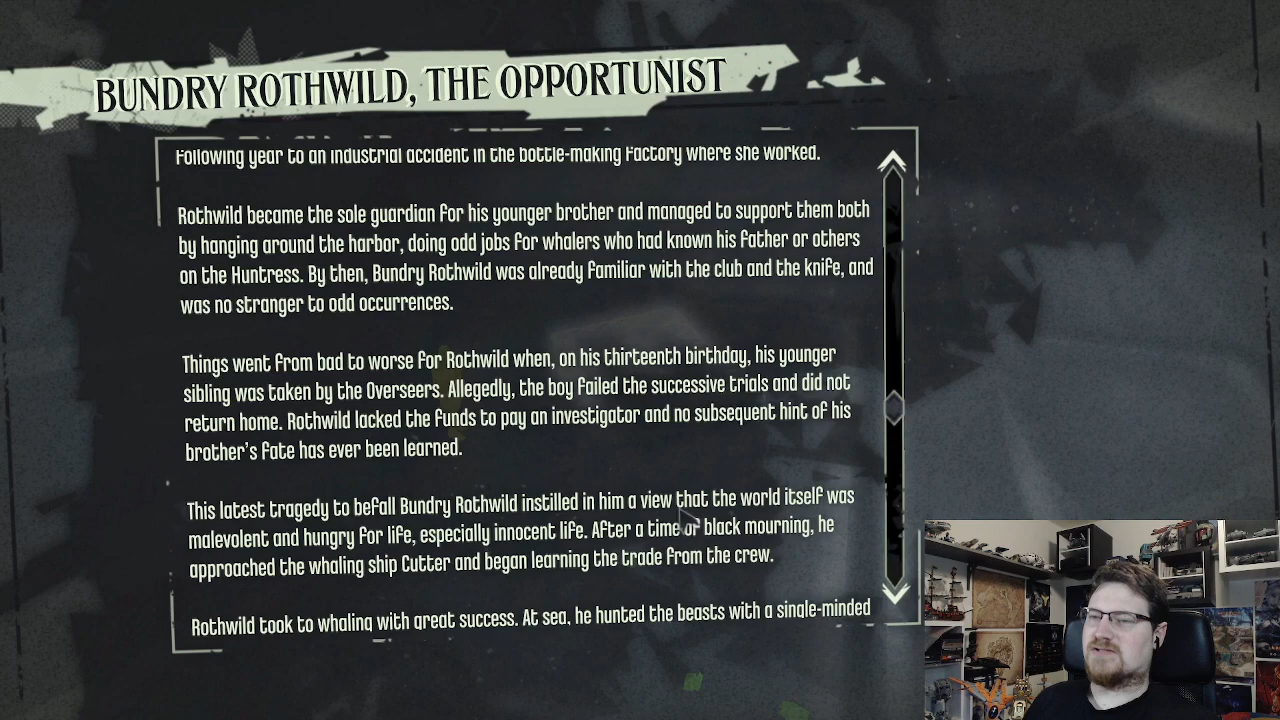 BUNDRY ROTHWILD, THE OPPORTUNIST
Following year to an industrial accident in the bottle-making Factory where she worked.
Rothwild became the sole guardian for his younger brother and managed to support them both
by hanging around the harbor, doing odd jobs for whalers who had known his father or others
on the Huntress. By then, Bundry Rothwild was already familiar with the club and the knife, and
was no stranger to odd occurrences.
Things went from bad to worse for Rothwild when, on his thirteenth birthday, his younger
sibling was taken by the Overseers. Allegedly, the boy failed the successive trials and did not
return home. Rothwild lacked the funds to pay an investigator and no subsequent hint of his
brother's fate has ever been learned.
This latest tragedy to befall Bundry Rothwild instilled in him a view that the world itself was
malevolent and hungry for life, especially innocent life. After a time of black mourning, he
approached the whaling ship Cutter and began learning the trade from the crew.
Rothwild took to whaling with great success. At sea, he hunted the beasts with a single-minded